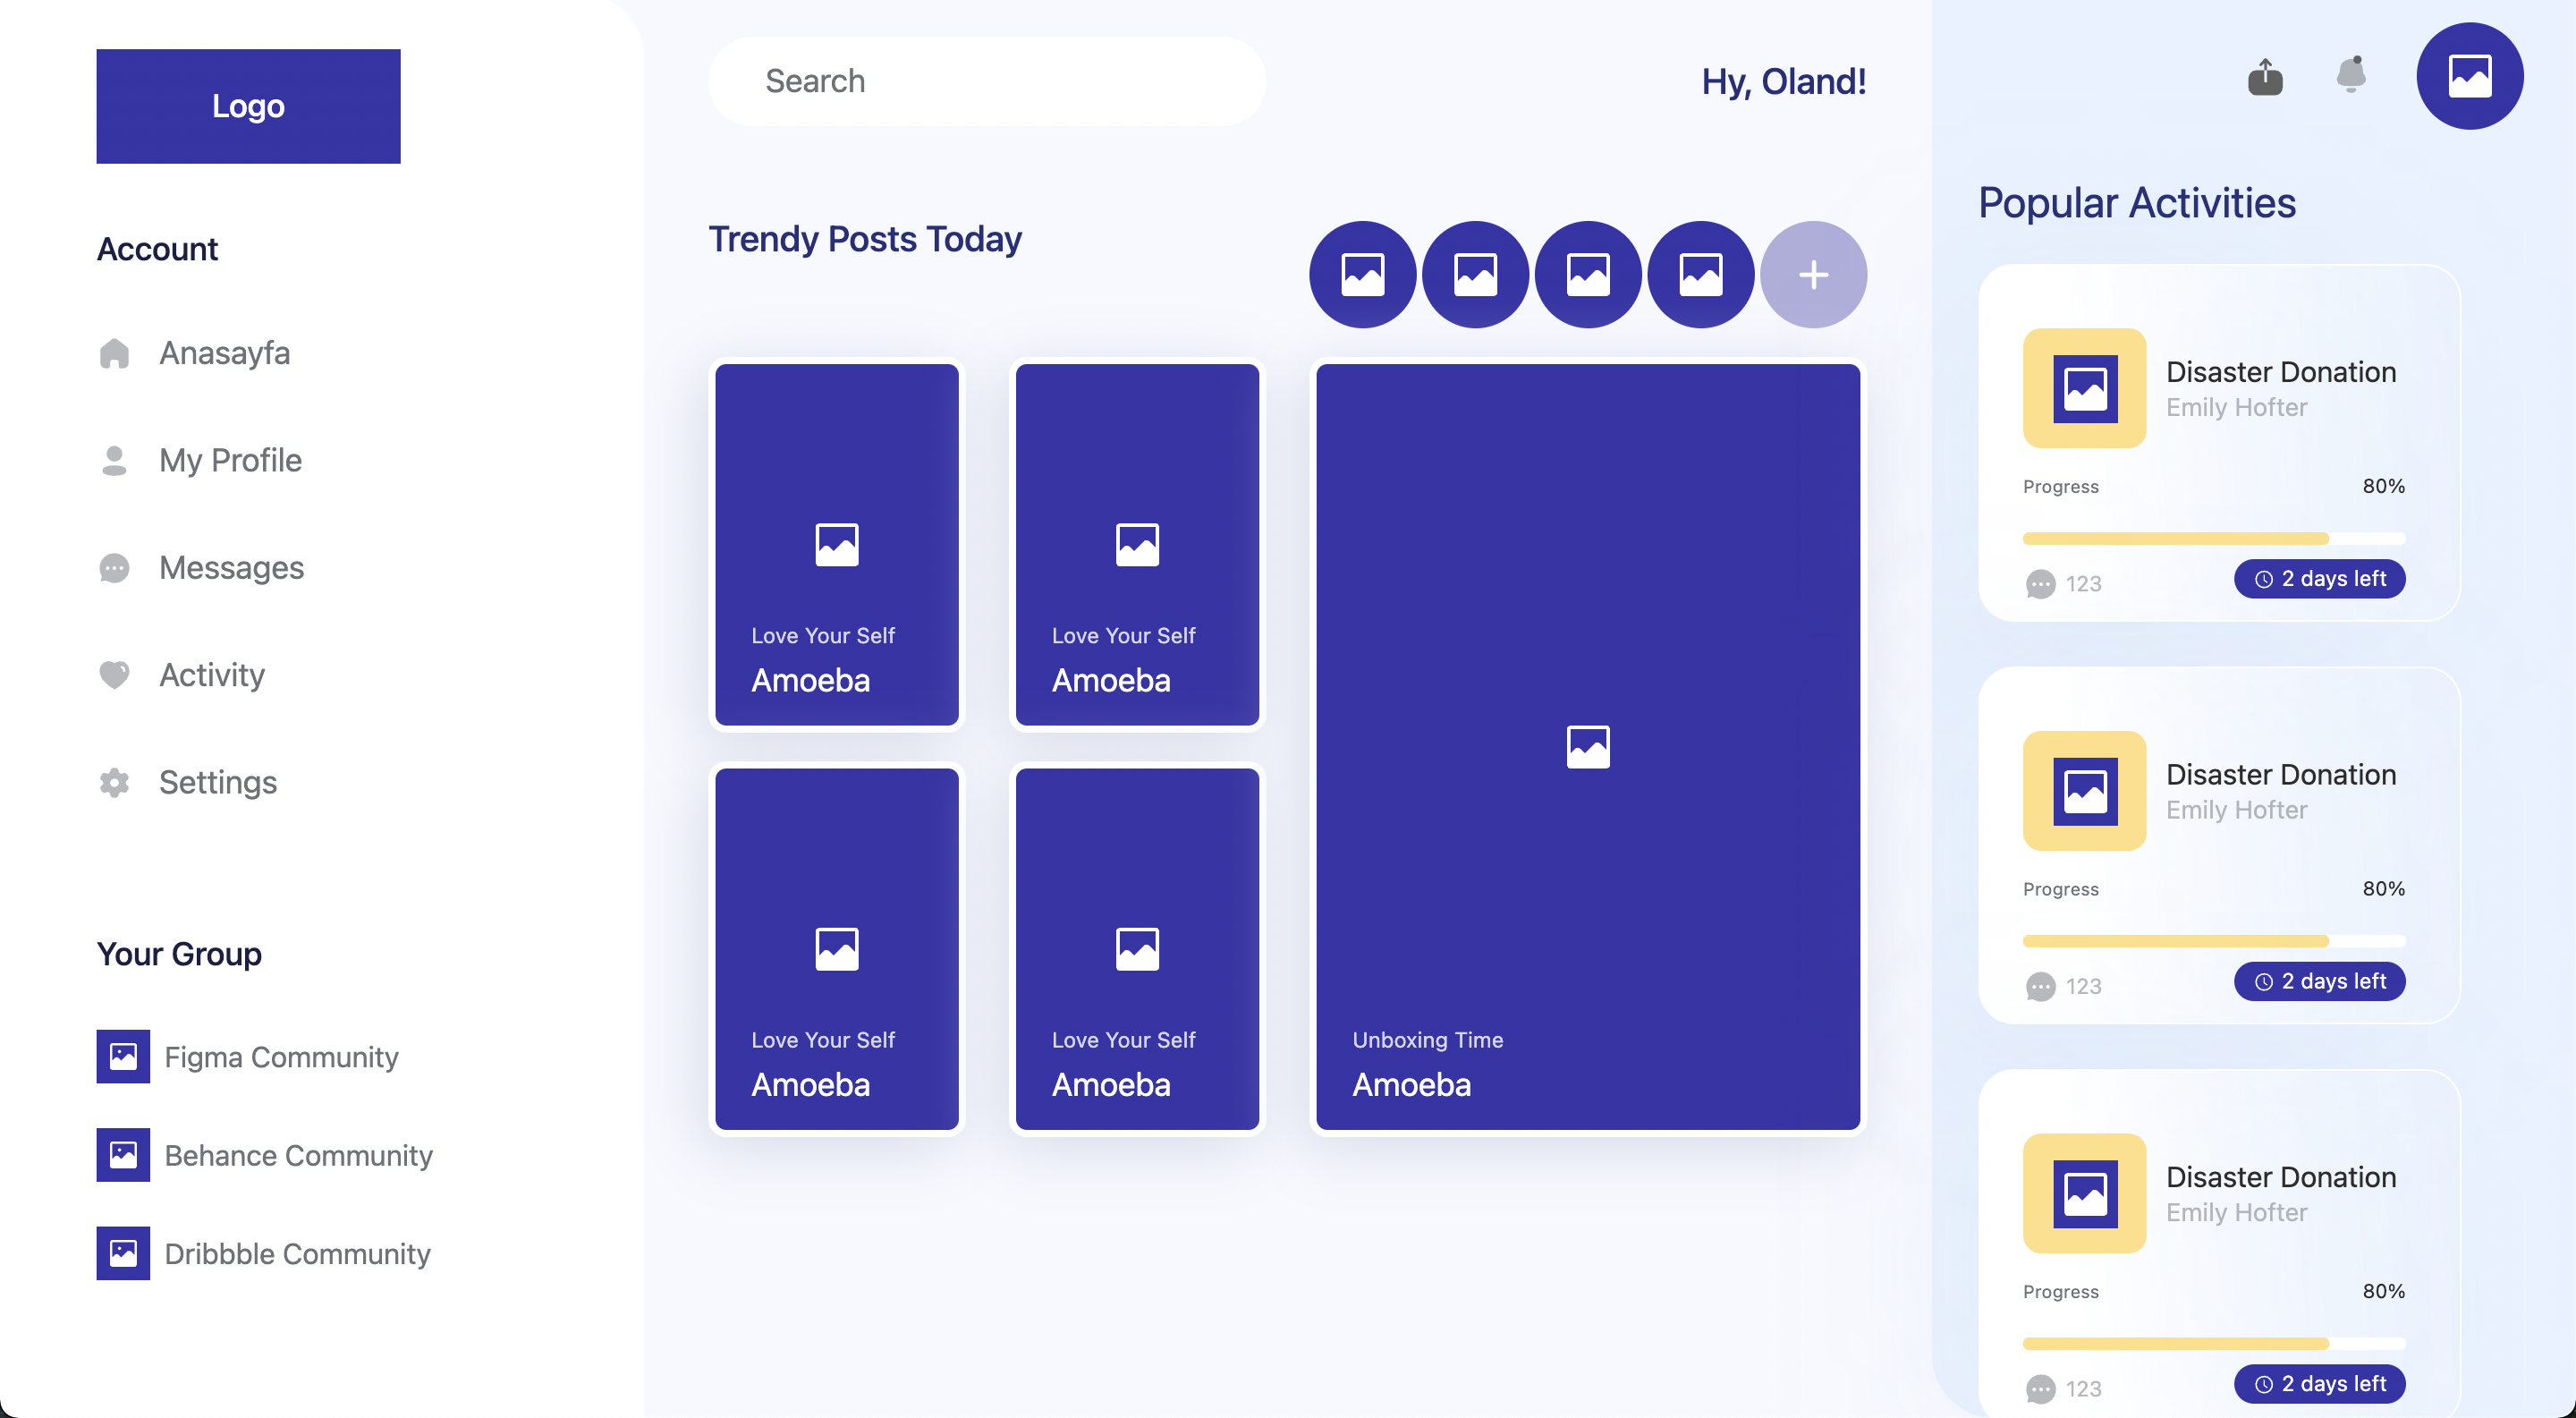 Logo
Account
Anasayfa
My Profile
Messages
Activity
Settings
Your Group
Figma Community
Behance Community
Dribbble Community
Search
Hy, Oland!
Trendy Posts Today
Love Your Self
Amoeba
Love Your Self
Amoeba
Love Your Self
Amoeba
Love Your Self
Amoeba
Unboxing Time
Amoeba
Popular Activities
Disaster Donation
Emily Hofter
Progress 80%
123 2 days left
Disaster Donation
Emily Hofter
Progress 80%
123 2 days left
Disaster Donation
Emily Hofter
Progress 80%
123 2 days left